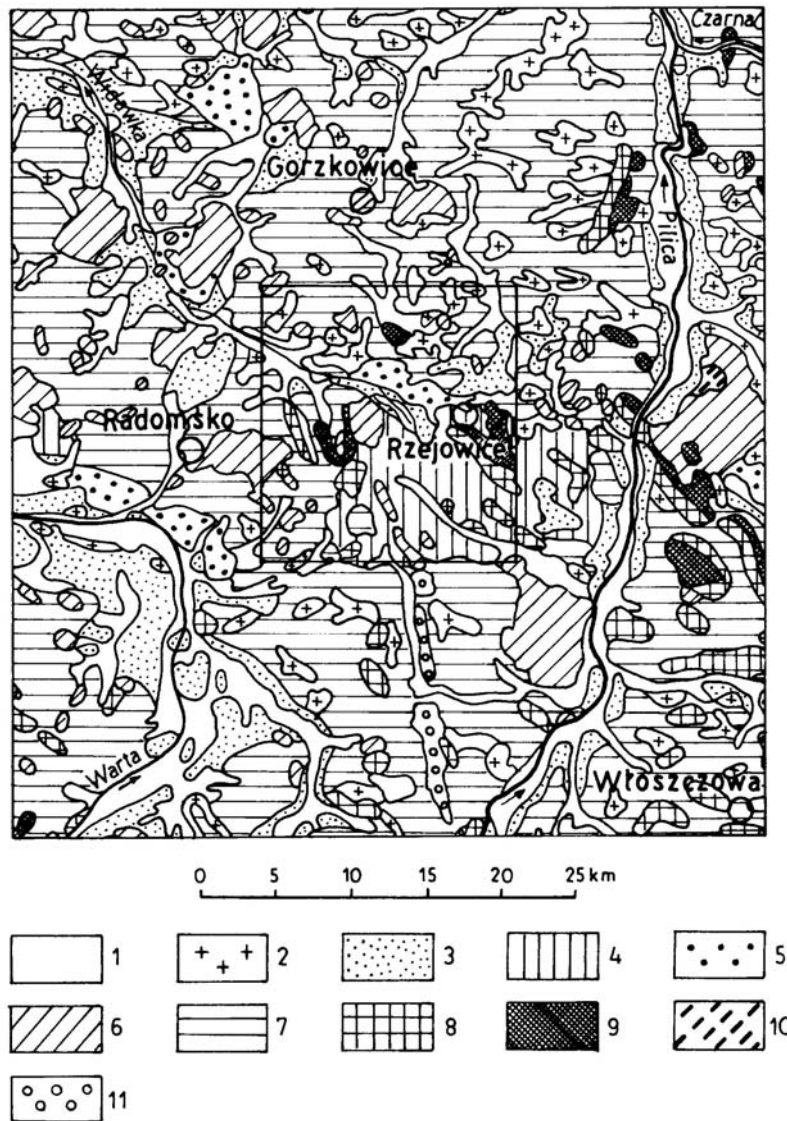 Czarna
Widawka
Gorzkowice
Pilica
Radomsko
Rzejowice
Warta
Włoszczowa
0 5 10 15 20 25 km
1 2 3 4 5
6 7 8 9 10
11